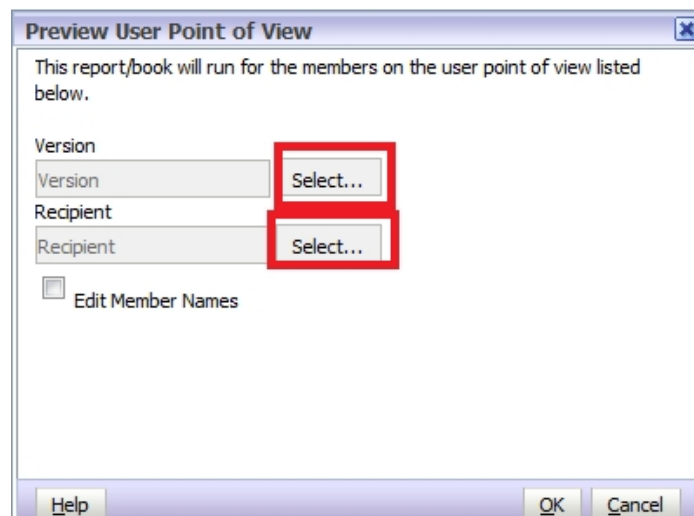 Preview User Point of View
This report/book will run for the members on the user point of view listed
below.
Version
Version Select...
Recipient
Recipient Select...
Edit Member Names
Help OK Cancel